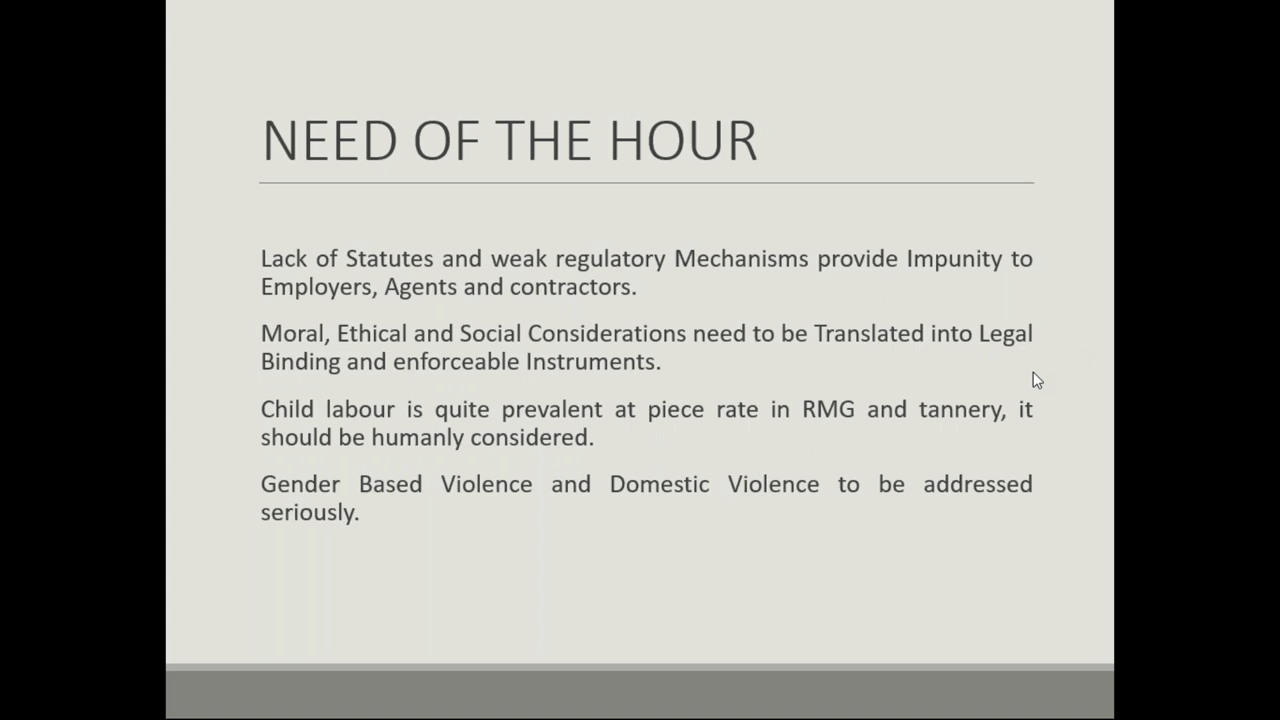 NEED OF THE HOUR
Lack of Statutes and weak regulatory Mechanisms provide Impunity to
Employers, Agents and contractors.
Moral, Ethical and Social Considerations need to be Translated into Legal
Binding and enforceable Instruments.
Child labour is quite prevalent at piece rate in RMG and tannery, it
should be humanly considered.
Gender Based Violence and Domestic Violence to be addressed
seriously.